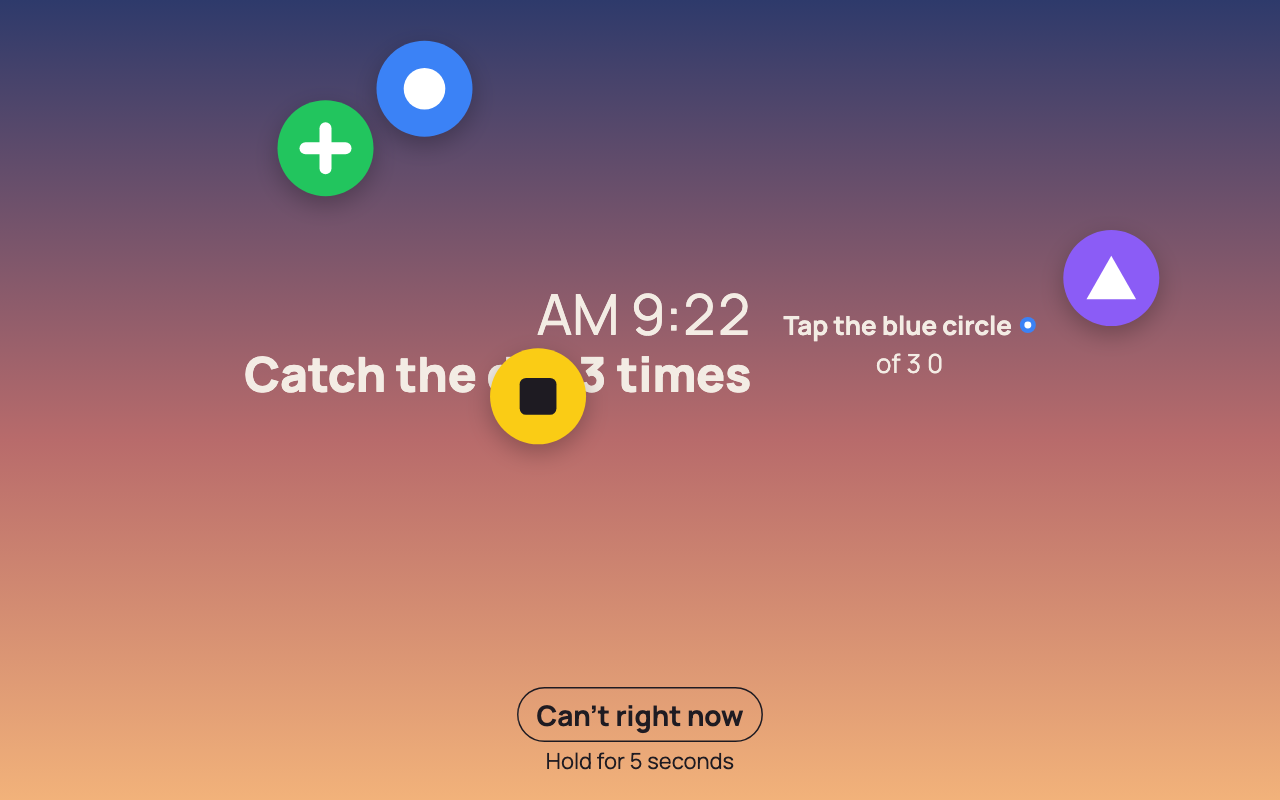 AM 9:22
Catch the 3 times
Tap the blue circle
of 3 0
Can’t right now
Hold for 5 seconds